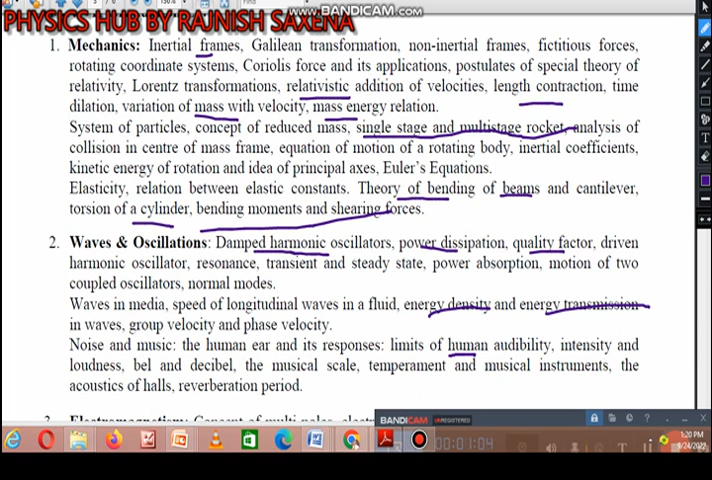 www.BANDICAM.com
PHYSICS HUB BY RAJNISH SAXENA
1. Mechanics: Inertial frames, Galilean transformation, non-inertial frames, fictitious forces,
rotating coordinate systems, Coriolis force and its applications, postulates of special theory of
relativity, Lorentz transformations, relativistic addition of velocities, length contraction, time
dilation, variation of mass with velocity, mass energy relation.
System of particles, concept of reduced mass, single stage and multistage rocket, analysis of
collision in centre of mass frame, equation of motion of a rotating body, inertial coefficients,
kinetic energy of rotation and idea of principal axes, Euler's Equations.
Elasticity, relation between elastic constants. Theory of bending of beams and cantilever,
torsion of a cylinder, bending moments and shearing forces.
2. Waves & Oscillations: Damped harmonic oscillators, power dissipation, quality factor, driven
harmonic oscillator, resonance, transient and steady state, power absorption, motion of two
coupled oscillators, normal modes.
Waves in media, speed of longitudinal waves in a fluid, energy density and energy transmission
in waves, group velocity and phase velocity.
Noise and music: the human ear and its responses: limits of human audibility, intensity and
loudness, bel and decibel, the musical scale, temperament and musical instruments, the
acoustics of halls, reverberation period.
BANDICAM UNREGISTERED
00:01:04
1:20 PM
9/24/2022